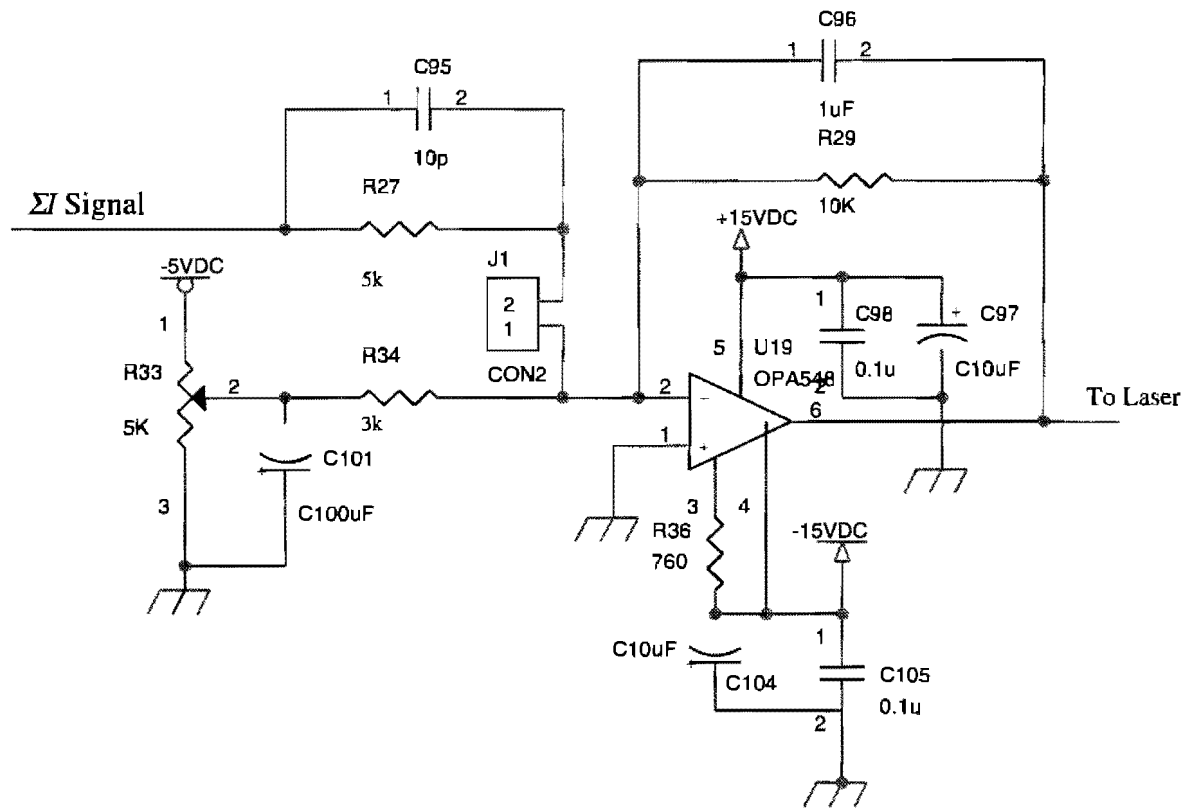 C96
1 2
1uF
C95
1 2
10p
R29
10K
R27
5k
ΣI Signal
+15VDC
-5VDC
J1
2
1
CON2
1
R33
5K
2
3
R34
3k
C101
C100uF
1
C98
0.1u
2
+
C97
C10uF
5
U19
OPA548
2
−
1
+
6
To Laser
3
4
R36
760
-15VDC
C10uF
C104
1
C105
0.1u
2